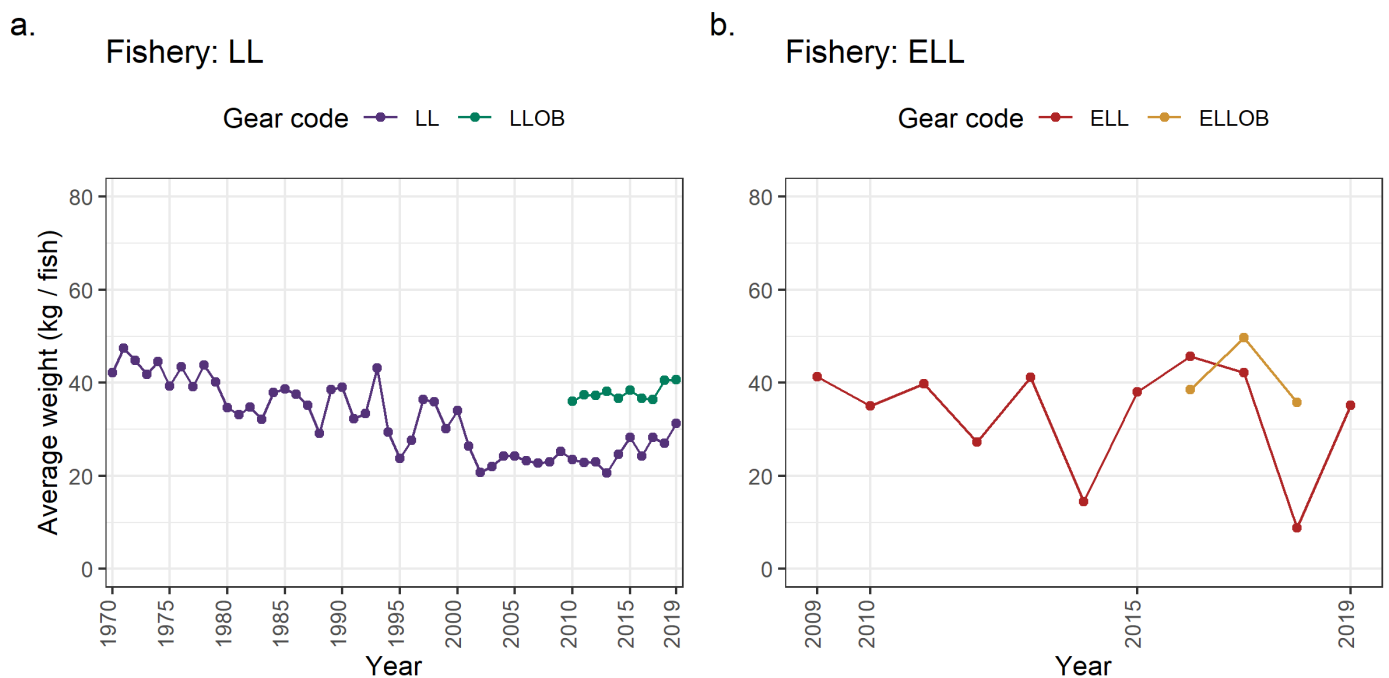 a.
Fishery: LL
Gear code LL LLOB
Average weight (kg / fish)
80
60
40
20
0
1970 1975 1980 1985 1990 1995 2000 2005 2010 2015 2019
Year
b.
Fishery: ELL
Gear code ELL ELLOB
80
60
40
20
0
2009 2010 2015 2019
Year